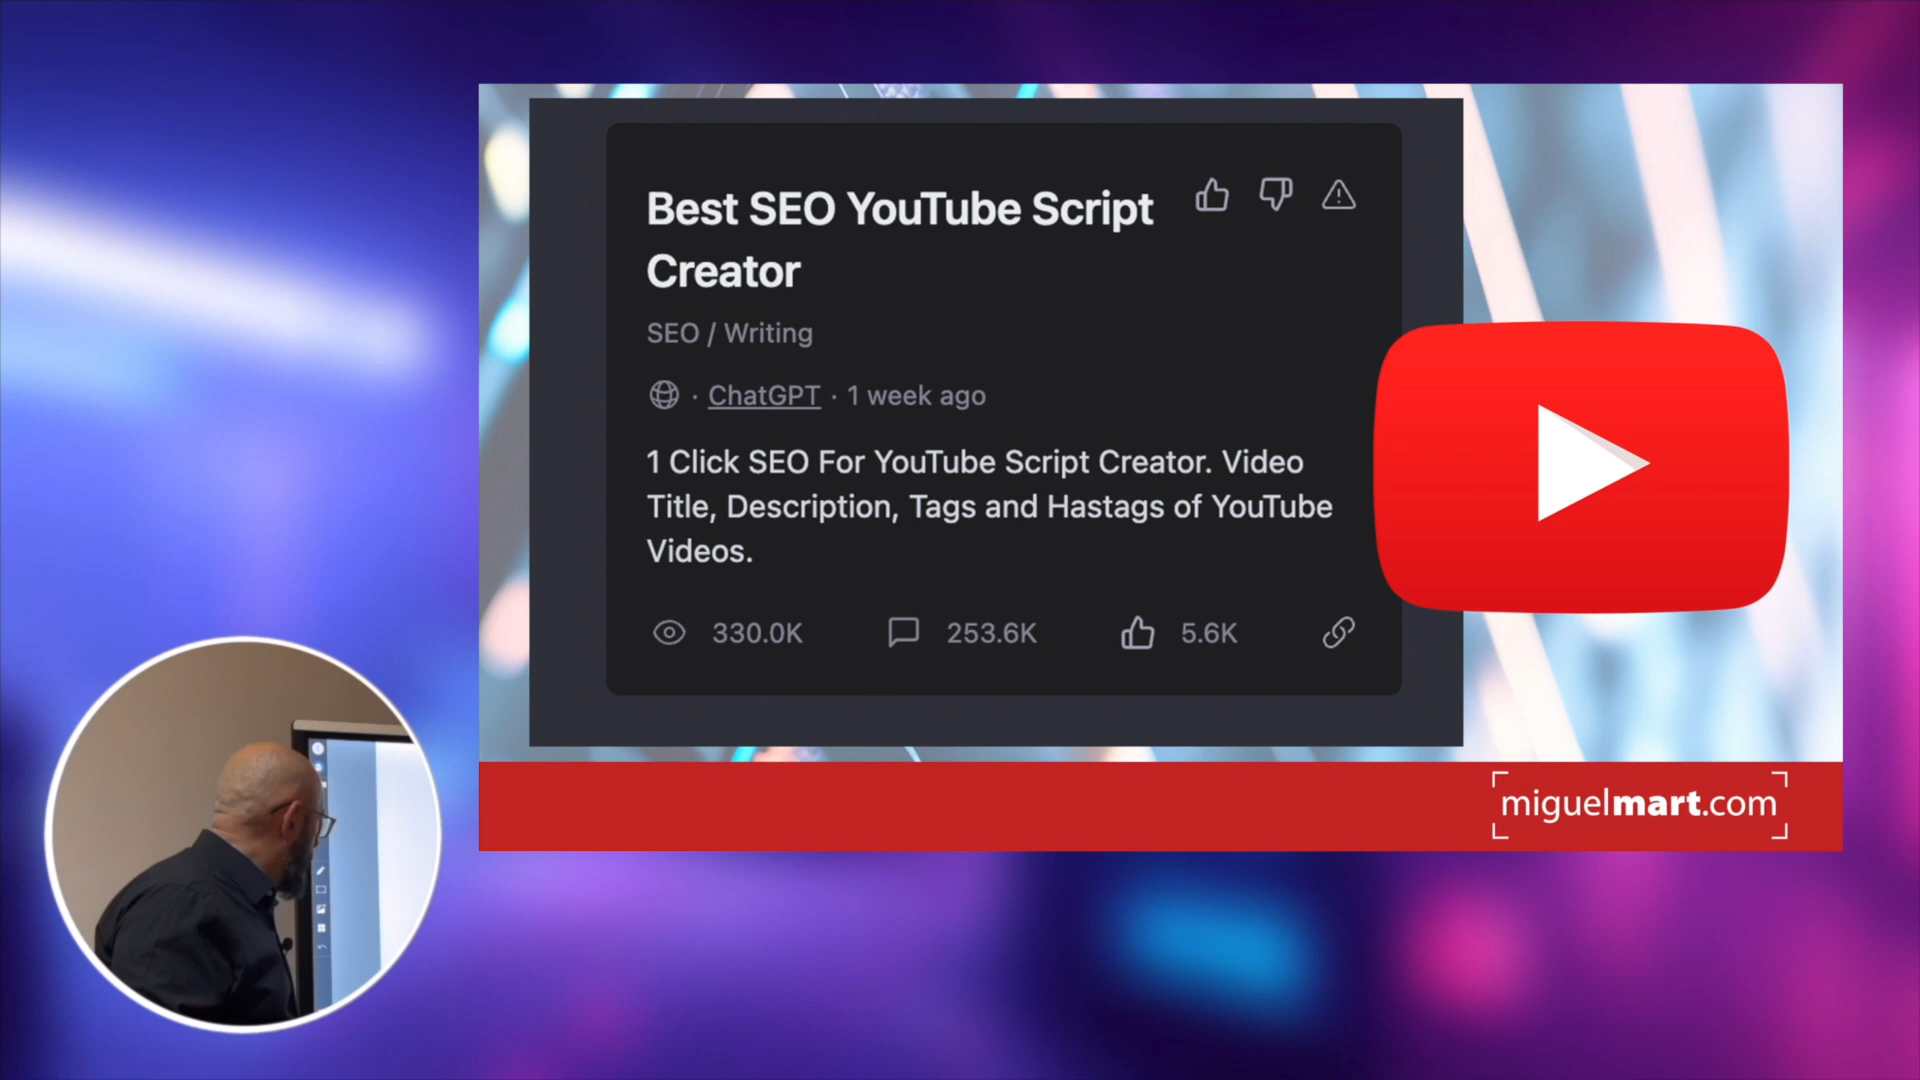 Best SEO YouTube Script
Creator
SEO / Writing
· ChatGPT · 1 week ago
1 Click SEO For YouTube Script Creator. Video
Title, Description, Tags and Hastags of YouTube
Videos.
330.0K 253.6K 5.6K
miguelmart.com